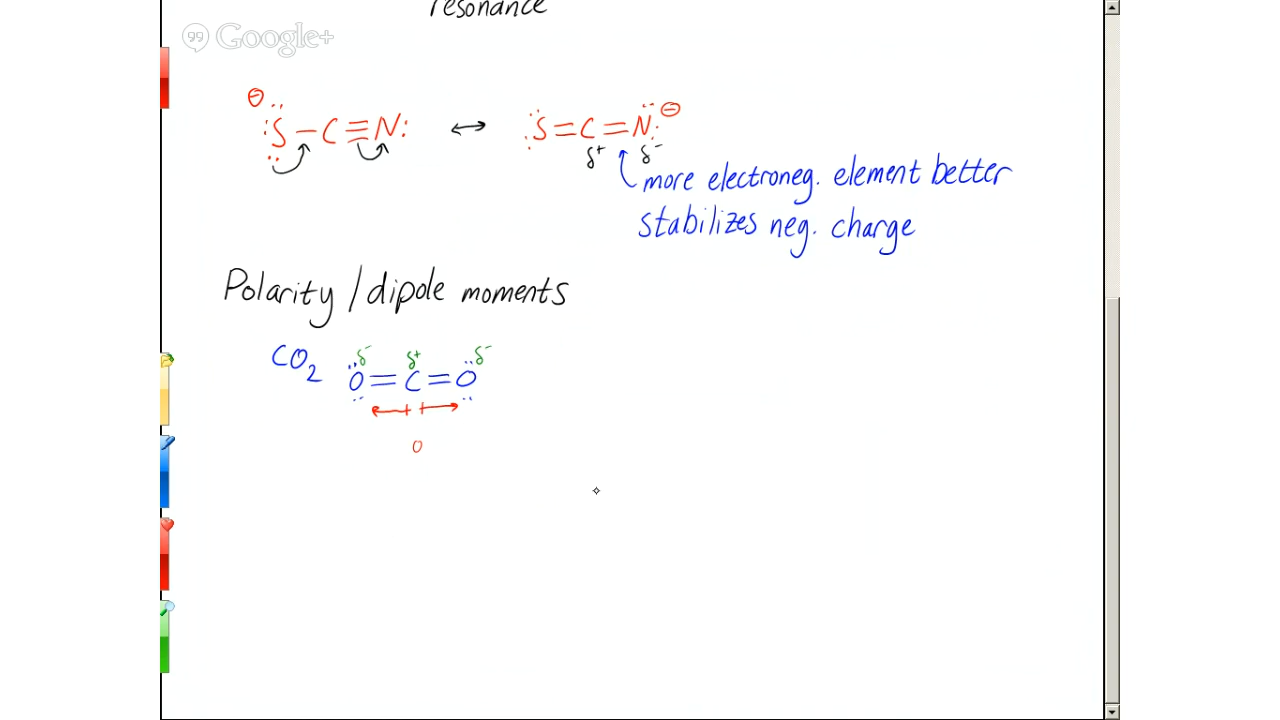 resonance
Google+
⊖
:S̈ – C ≡ N: ↔ :S = C = N̈: ⊖
δ+ δ-
more electroneg. element better
stabilizes neg. charge
Polarity / dipole moments
δ- δ+ δ-
CO2 O = C = O
0